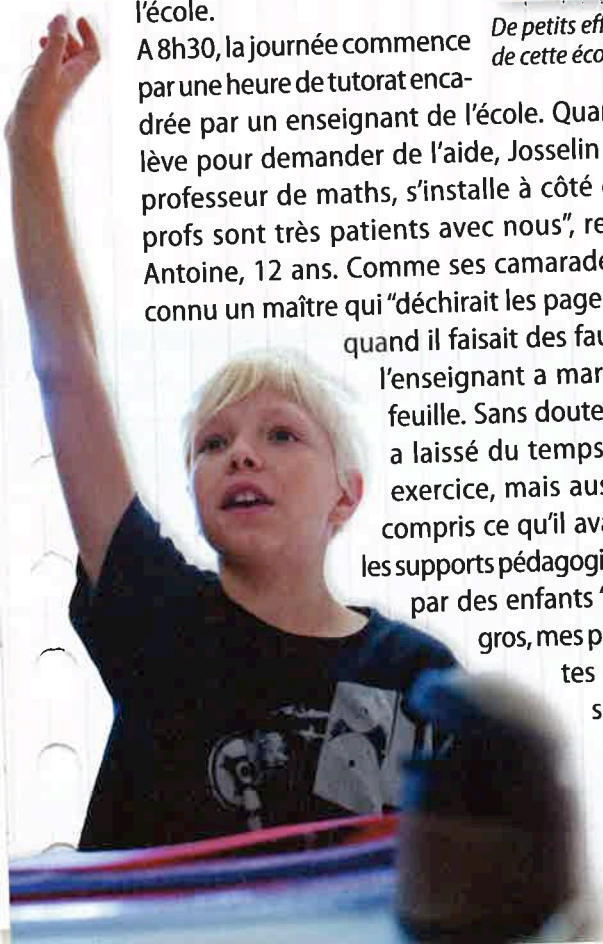 l'école.
A 8h30, la journée commence
par une heure de tutorat enca-
drée par un enseignant de l'école. Qua
lève pour demander de l'aide, Josselin
professeur de maths, s'installe à côté
profs sont très patients avec nous", re
Antoine, 12 ans. Comme ses camarade
connu un maître qui "déchirait les page
quand il faisait des fau
l'enseignant a mar
feuille. Sans doute
a laissé du temps
exercice, mais aus
compris ce qu'il ava
les supports pédagogi
par des enfants "
gros, mes p
tes
s
De petits eff
de cette éco